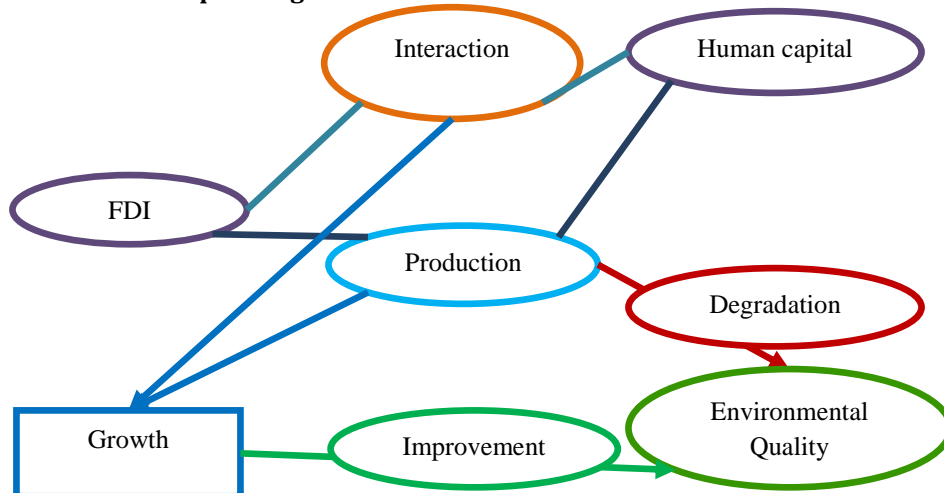 Interaction
Human capital
FDI
Production
Degradation
Growth
Improvement
Environmental
Quality